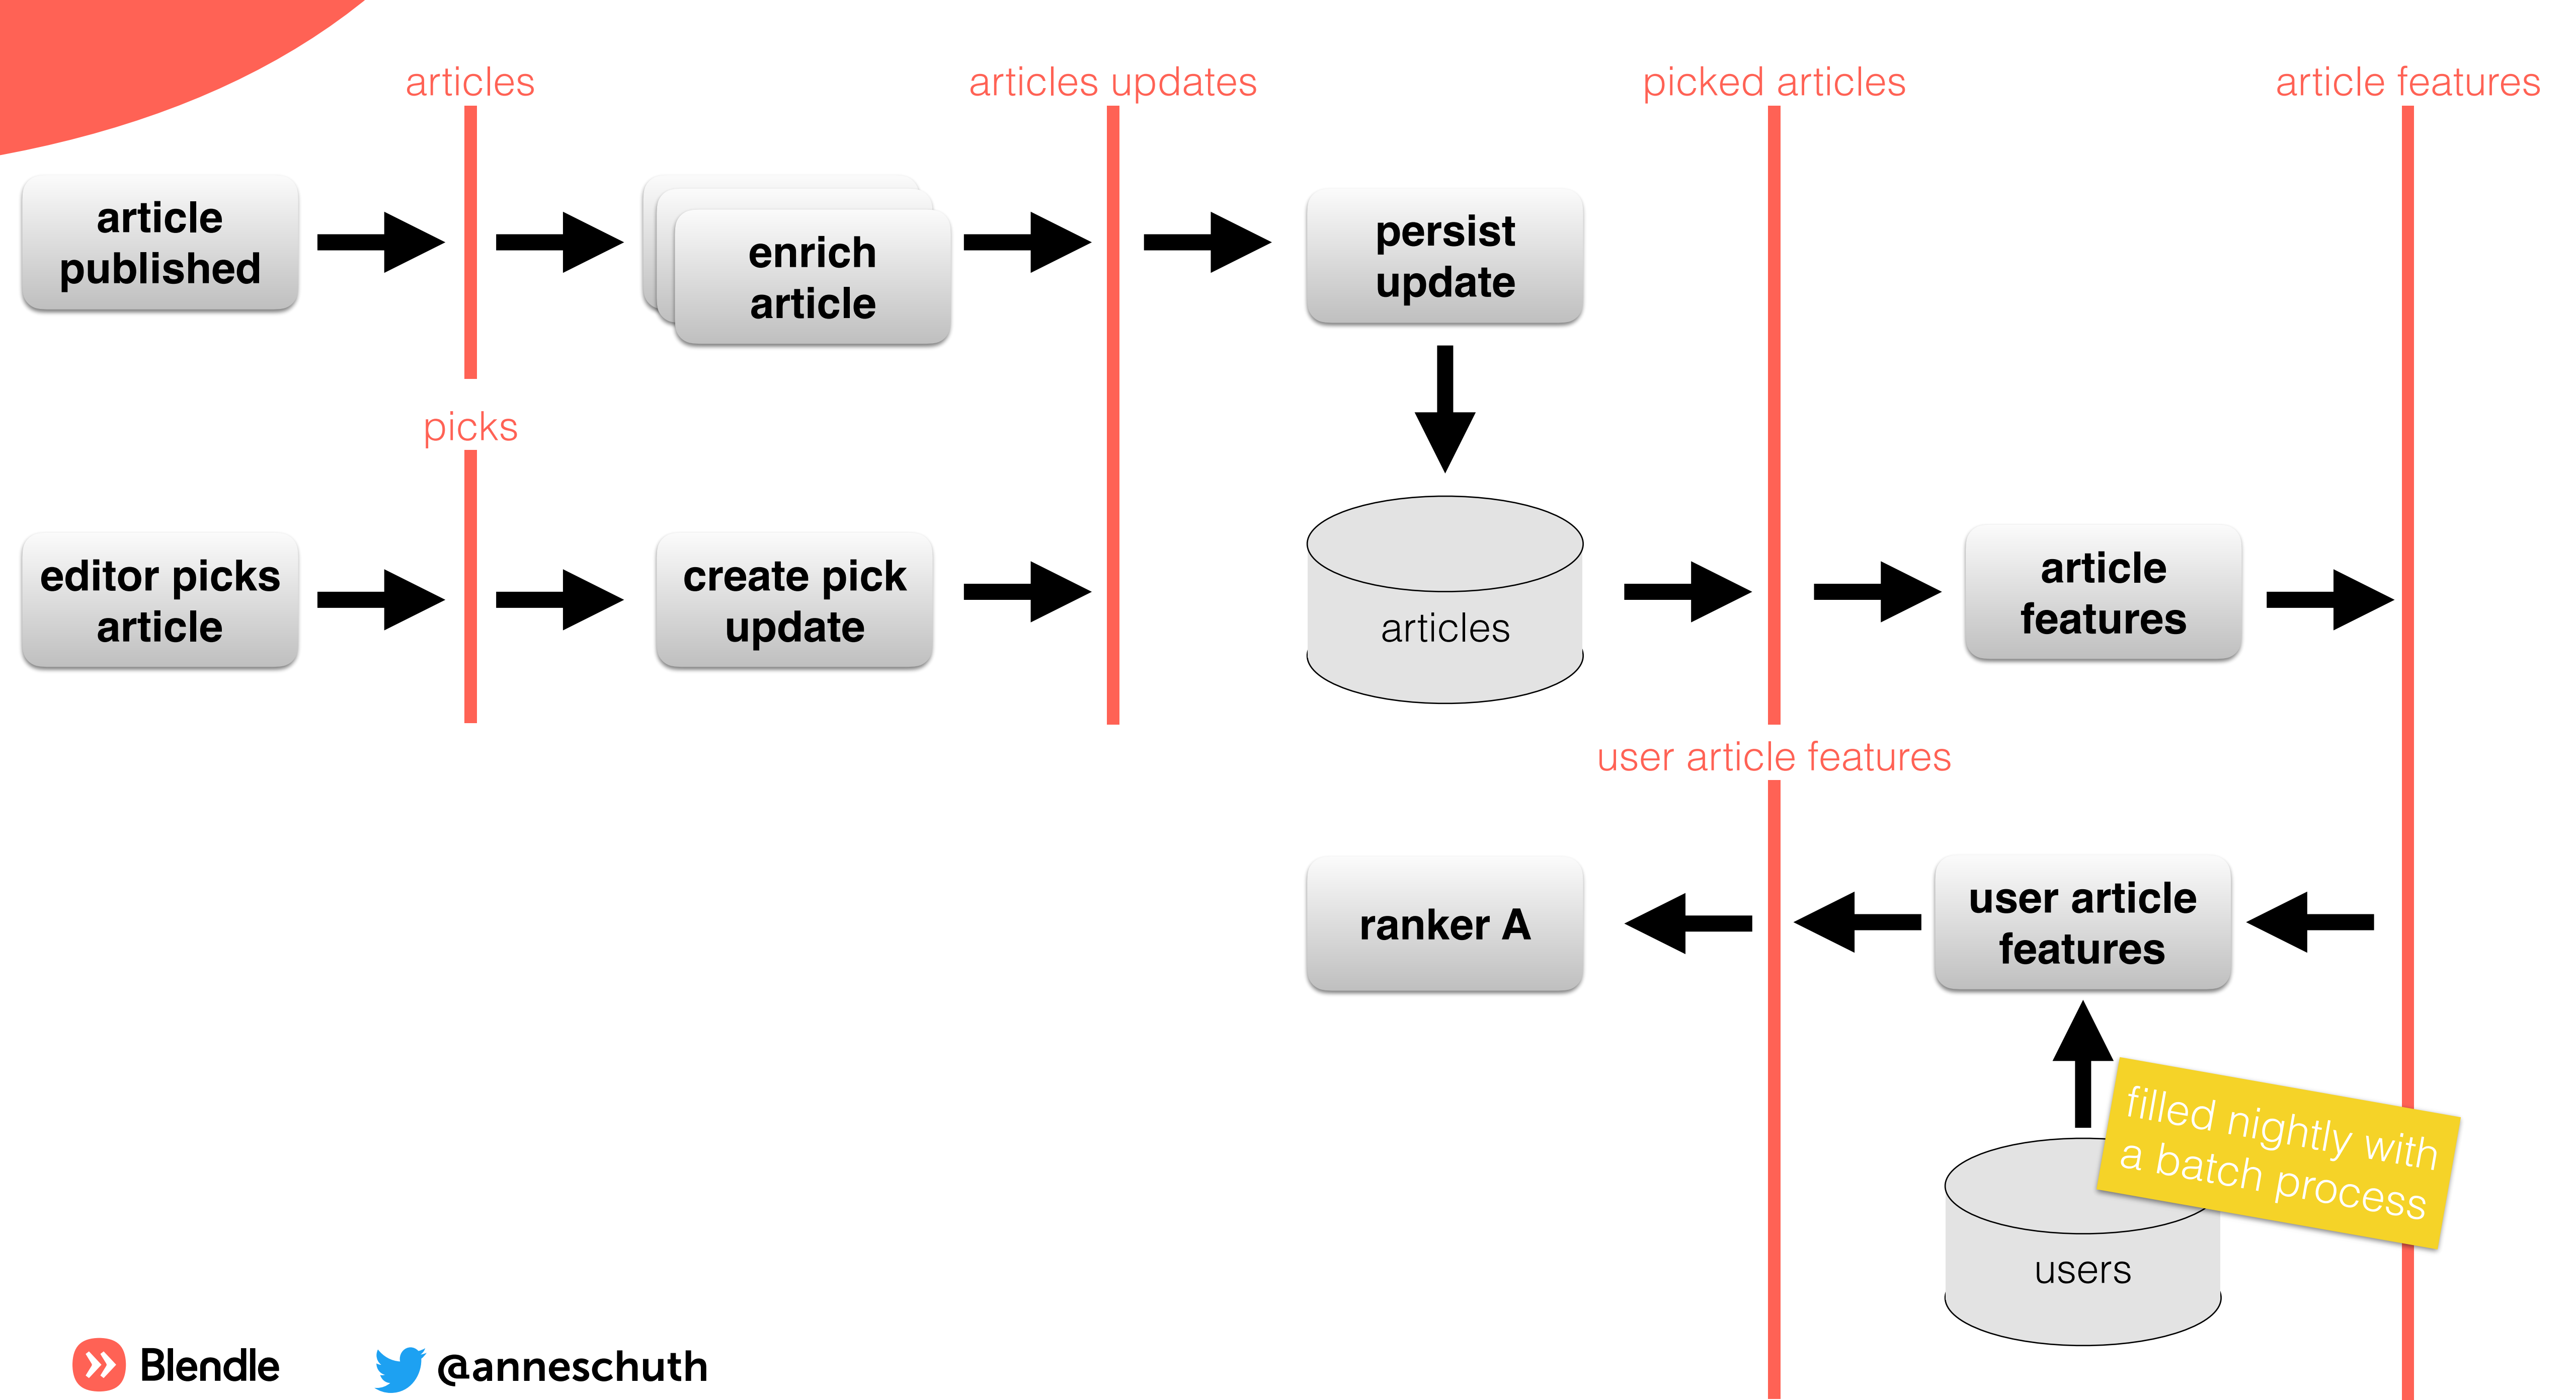 articles
articles updates
picked articles
article features
article
published
enrich
article
persist
update
picks
editor picks
article
create pick
update
articles
article
features
user article features
ranker A
user article
features
filled nightly with
a batch process
users
Blendle
@anneschuth